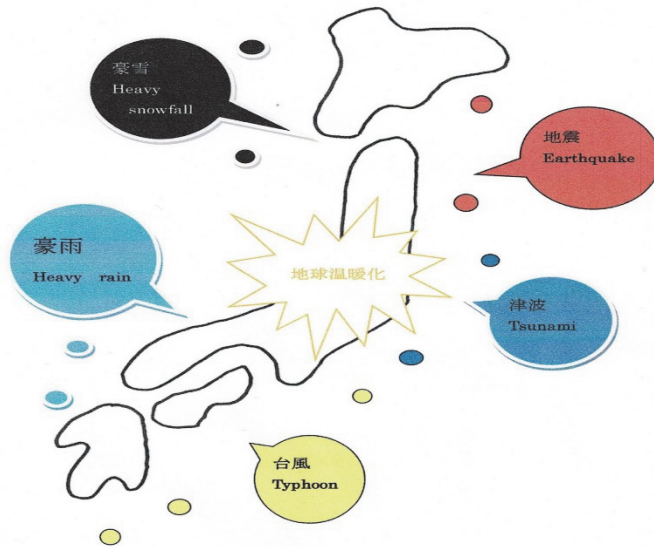 豪雪
Heavy
snowfall
地震
Earthquake
豪雨
Heavy rain
地球温暖化
津波
Tsunami
台風
Typhoon